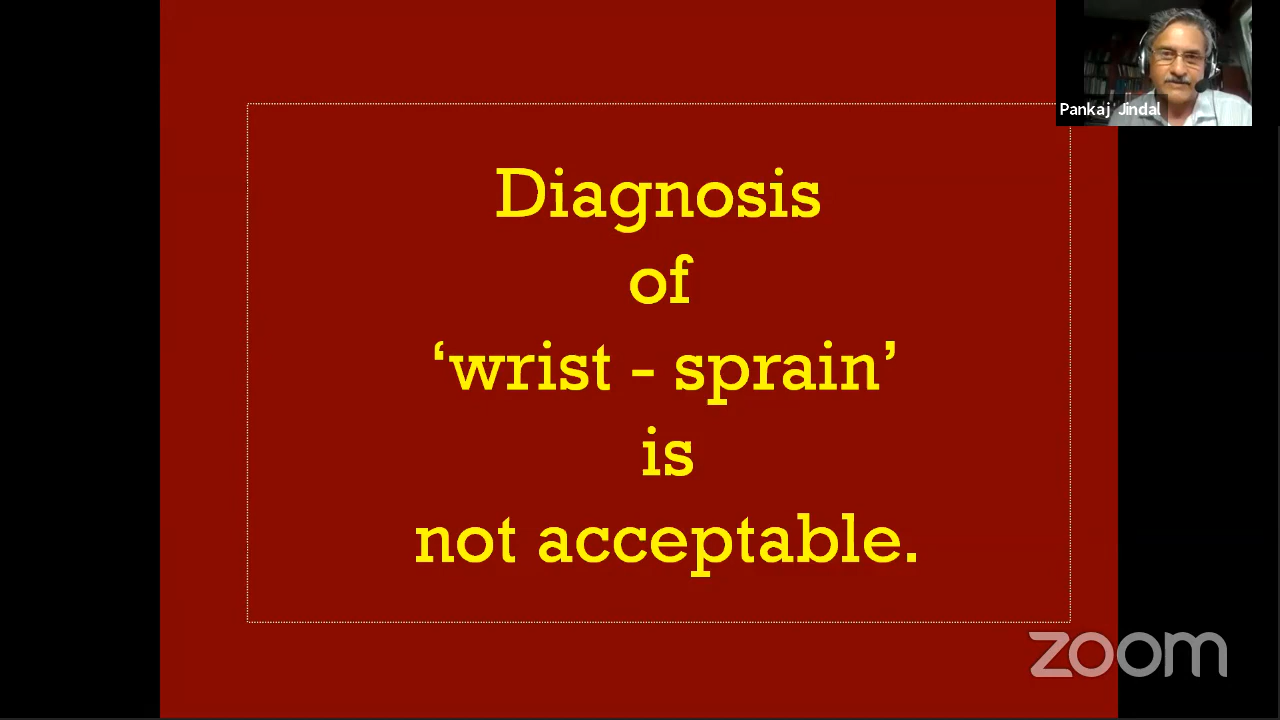 Pankaj Jindal
Diagnosis
of
‘wrist - sprain’
is
not acceptable.
zoom